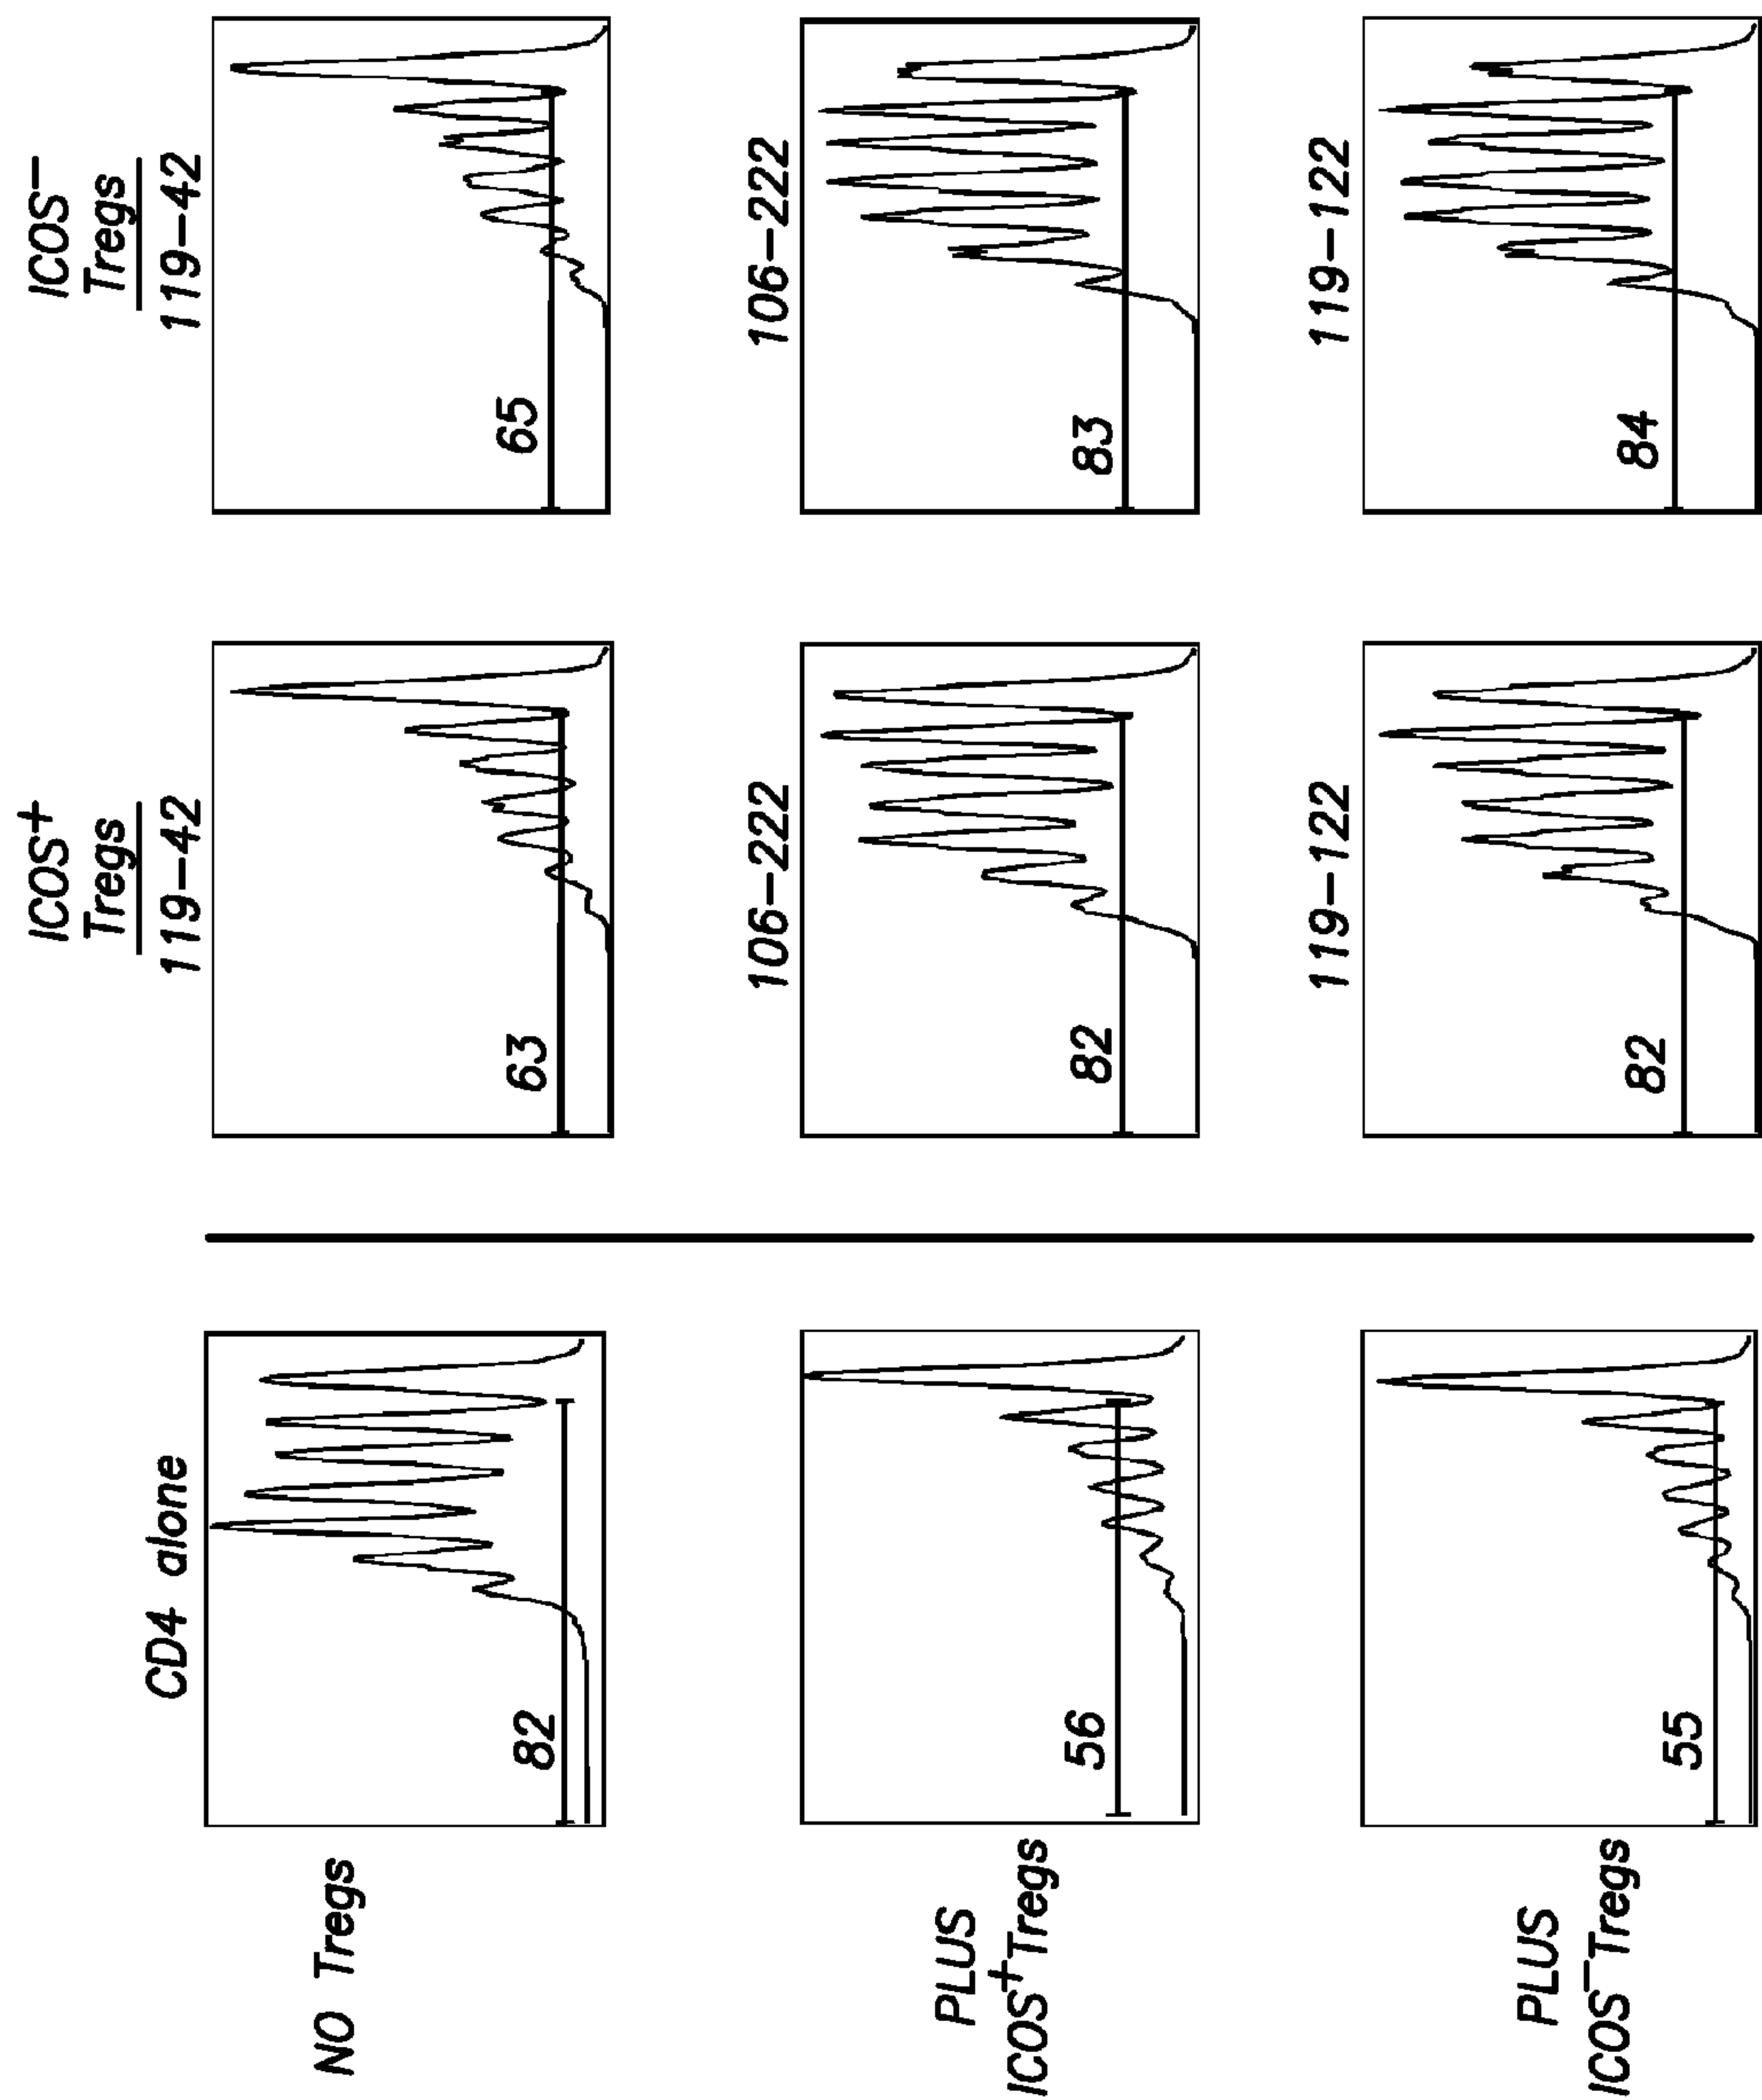 ICOS⁺
Tregs
ICOS⁻
Tregs
CD4 alone
119-42
119-42
NO Tregs
82
63
65
106-222
106-222
PLUS
ICOS⁺Tregs
56
82
83
119-122
119-122
PLUS
ICOS⁻Tregs
55
82
84